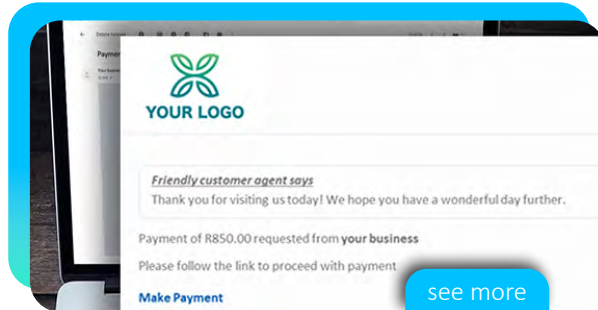 Payment
YOUR LOGO
Friendly customer agent says
Thank you for visiting us today! We hope you have a wonderful day further.
Payment of R850.00 requested from your business
Please follow the link to proceed with payment
Make Payment
see more